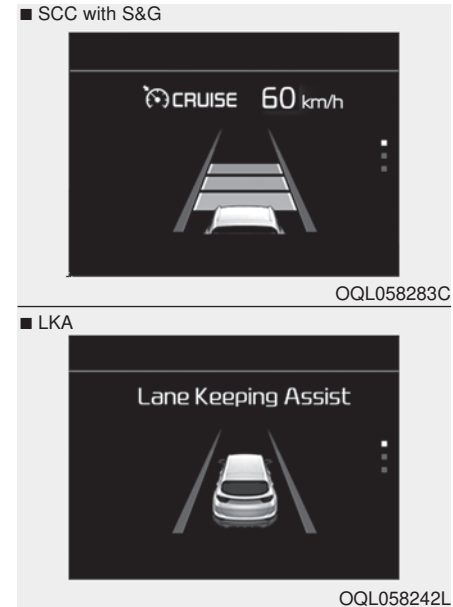 ■ SCC with S&G
CRUISE 60 km/h
OQL058283C
■ LKA
Lane Keeping Assist
OQL058242L